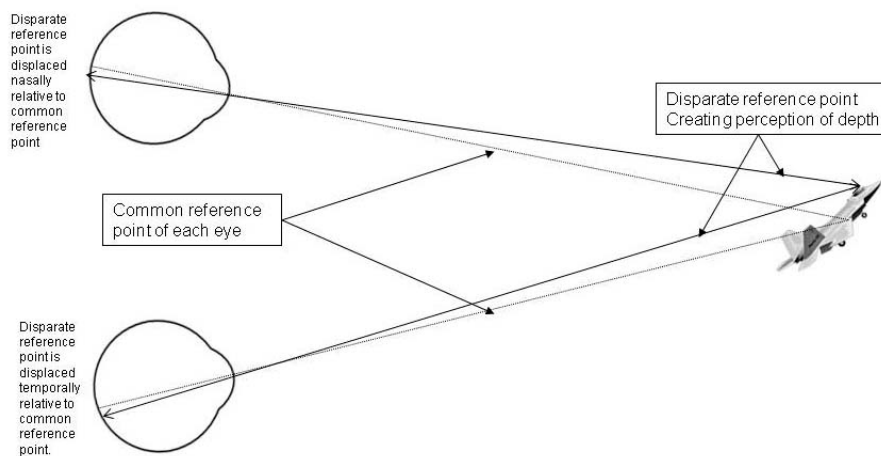 Disparate
reference
point is
displaced
nasally
relative to
common
reference
point
Disparate reference point
Creating perception of depth
Common reference
point of each eye
Disparate
reference
point is
displaced
temporally
relative to
common
reference
point.